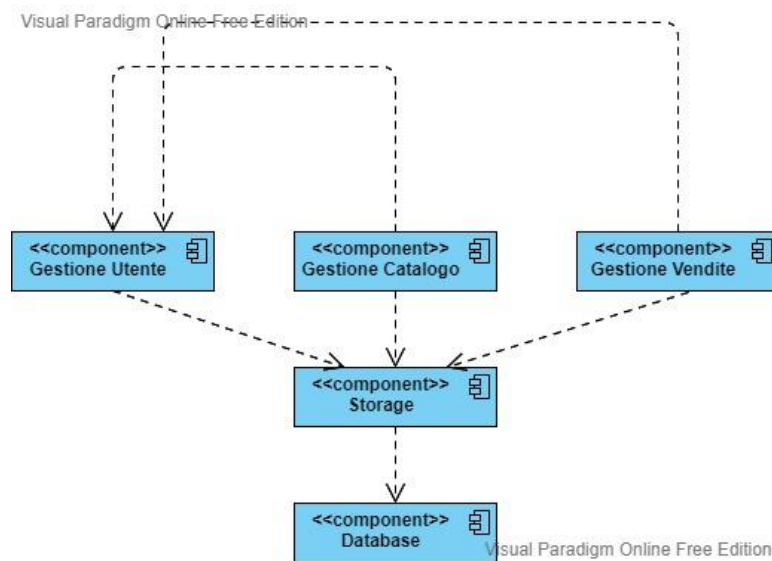 Visual Paradigm Online Free Edition
<<component>>
Gestione Utente
<<component>>
Gestione Catalogo
<<component>>
Gestione Vendite
<<component>>
Storage
<<component>>
Database
Visual Paradigm Online Free Edition